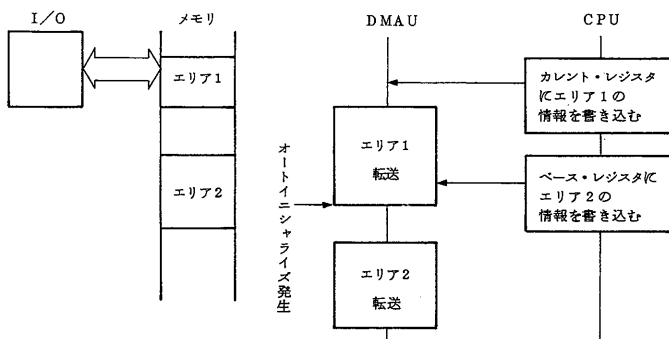 I/O
メモリ
DMAU
CPU
エリア1
エリア2
オートイニシャライズ発生
エリア1
転送
エリア2
転送
カレント・レジスタ
にエリア1の
情報を書き込む
ベース・レジスタに
エリア2の
情報を書き込む